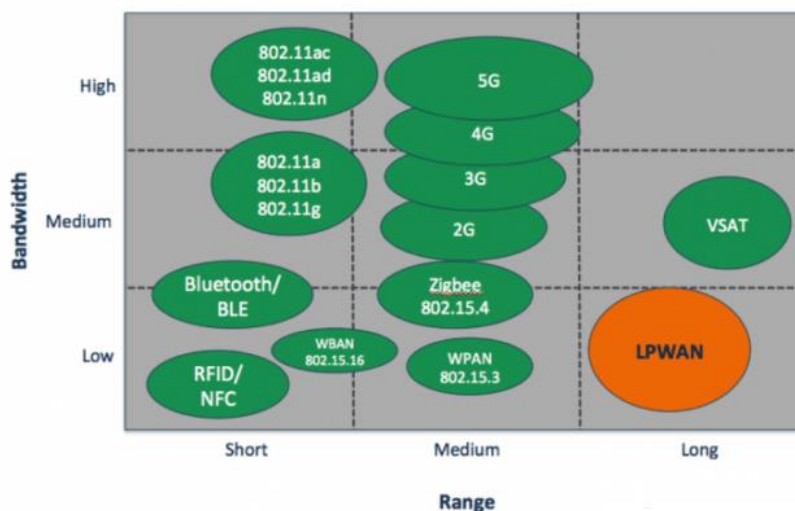 High
802.11ac
802.11ad
802.11n
5G
4G
Bandwidth
Medium
802.11a
802.11b
802.11g
3G
2G
VSAT
Bluetooth/
BLE
Zigbee
802.15.4
Low
WBAN
802.15.16
WPAN
802.15.3
LPWAN
RFID/
NFC
Short
Medium
Long
Range